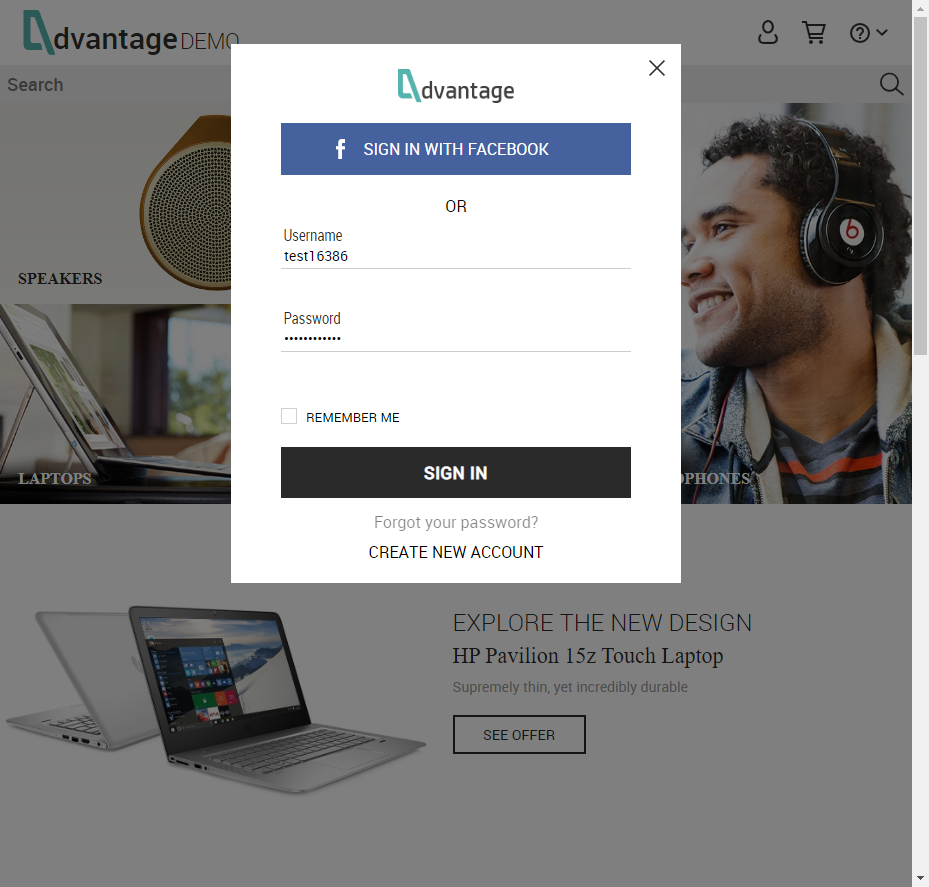 dvantage DEMO
Search
dvantage
SIGN IN WITH FACEBOOK
OR
Username
test16386
Password
••••••••••••
REMEMBER ME
SIGN IN
Forgot your password?
CREATE NEW ACCOUNT
SPEAKERS
LAPTOPS
PHONES
EXPLORE THE NEW DESIGN
HP Pavilion 15z Touch Laptop
Supremely thin, yet incredibly durable
SEE OFFER